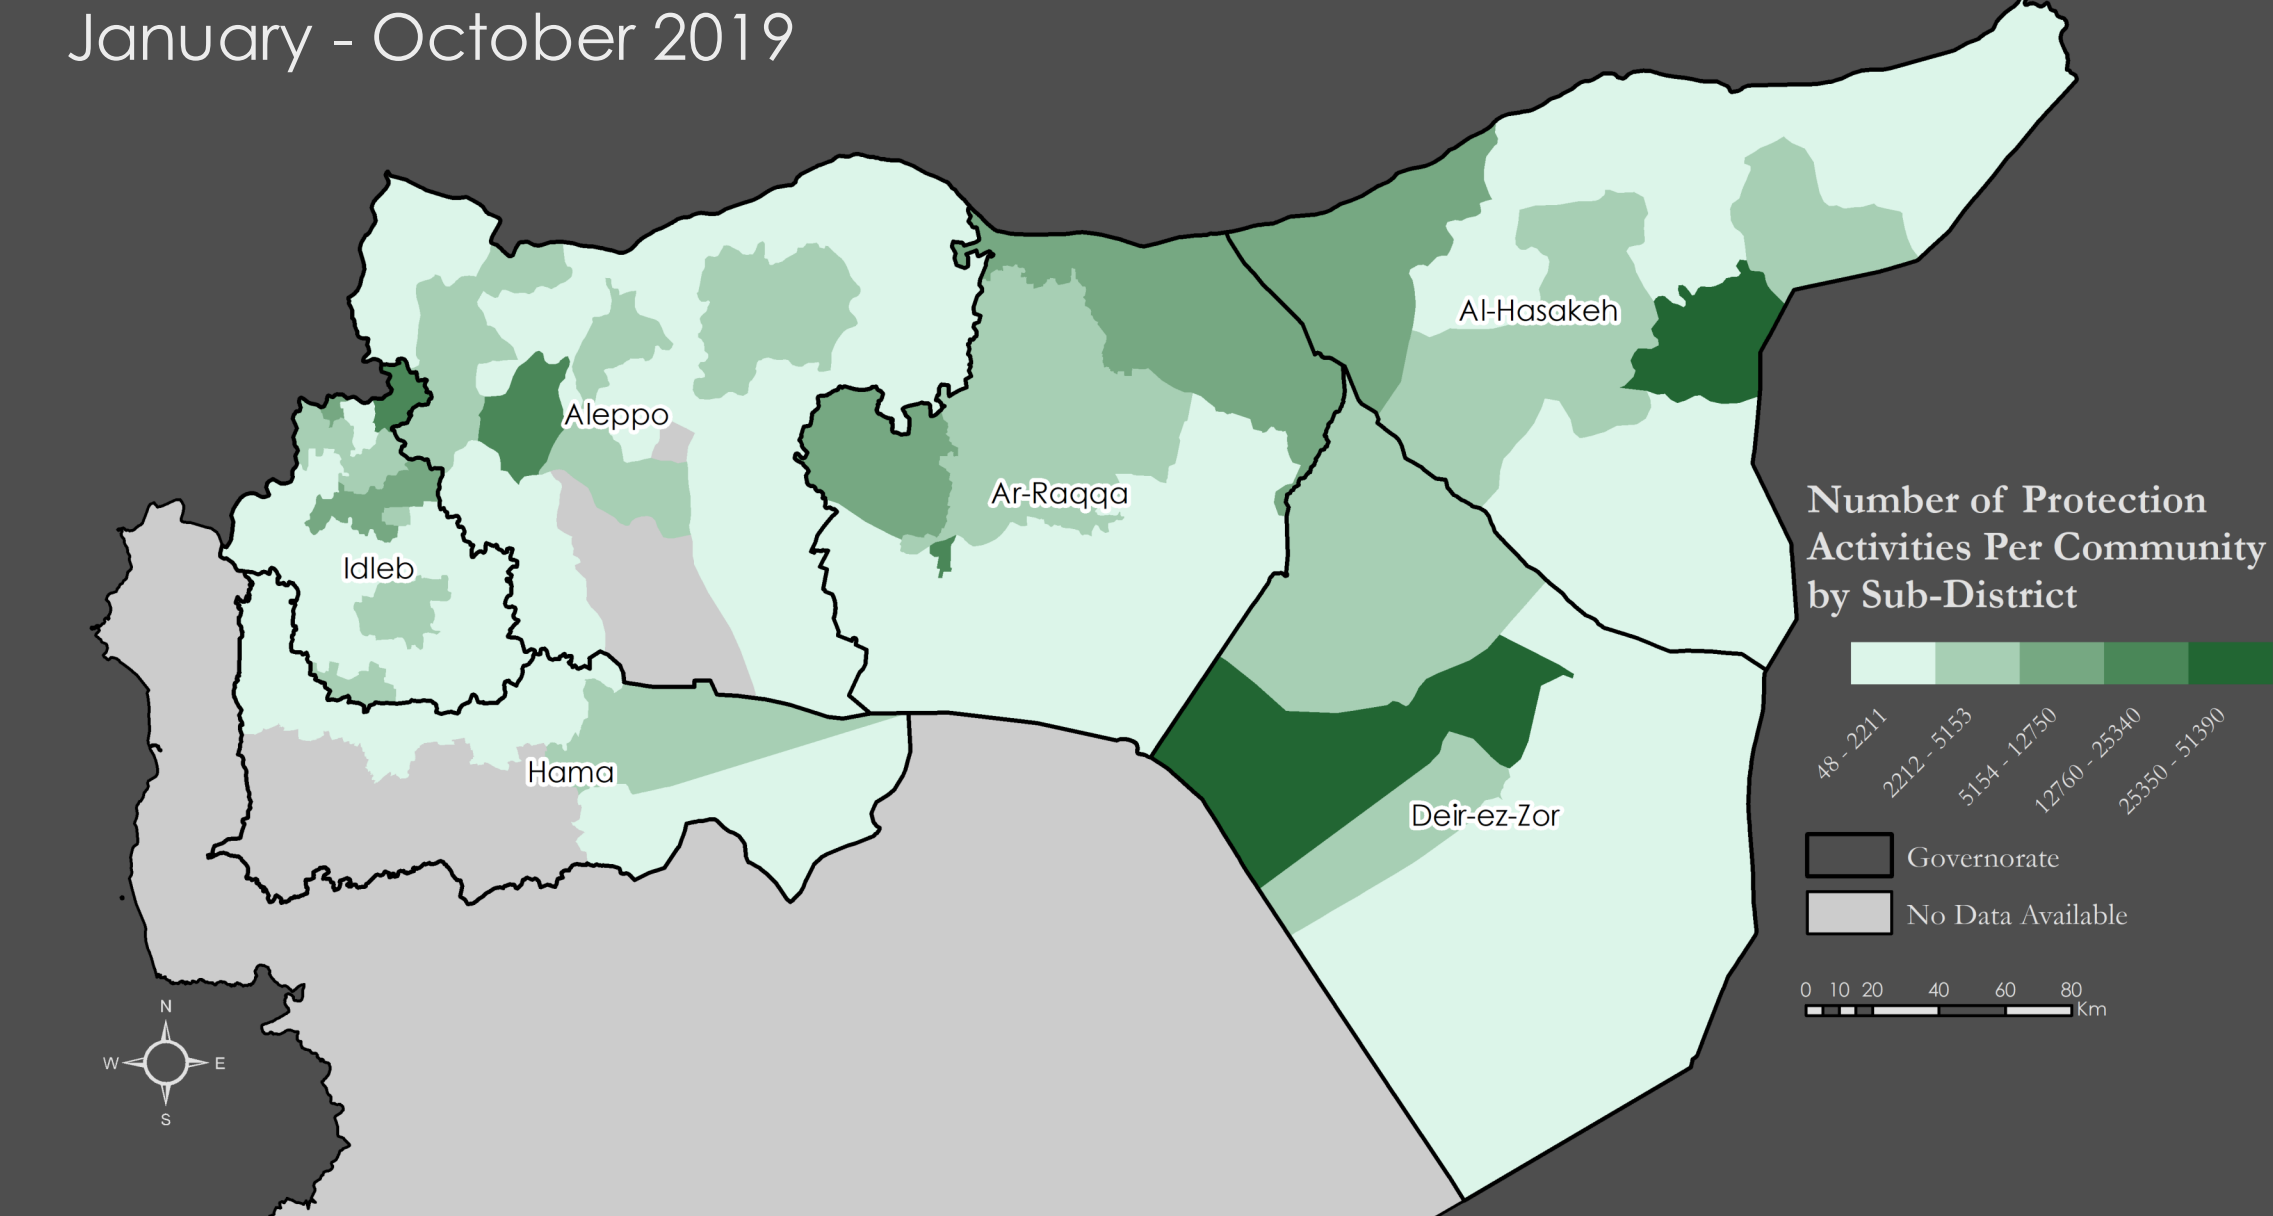 January - October 2019
Al-Hasakeh
Aleppo
Ar-Raqqa
Idleb
Hama
Deir-ez-Zor
Number of Protection
Activities Per Community
by Sub-District
48 - 2211
2212 - 5153
5154 - 12750
12760 - 25340
25350 - 51390
Governorate
No Data Available
0 10 20 40 60 80
Km
N
W E
S